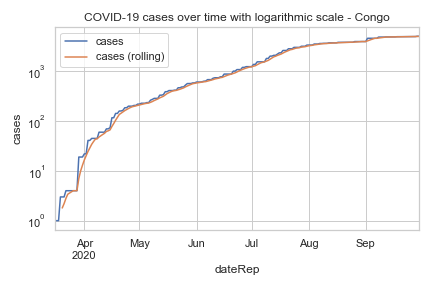 COVID-19 cases over time with logarithmic scale - Congo
cases
cases (rolling)
cases
10³
10²
10¹
10⁰
Apr
2020
May
Jun
Jul
Aug
Sep
dateRep